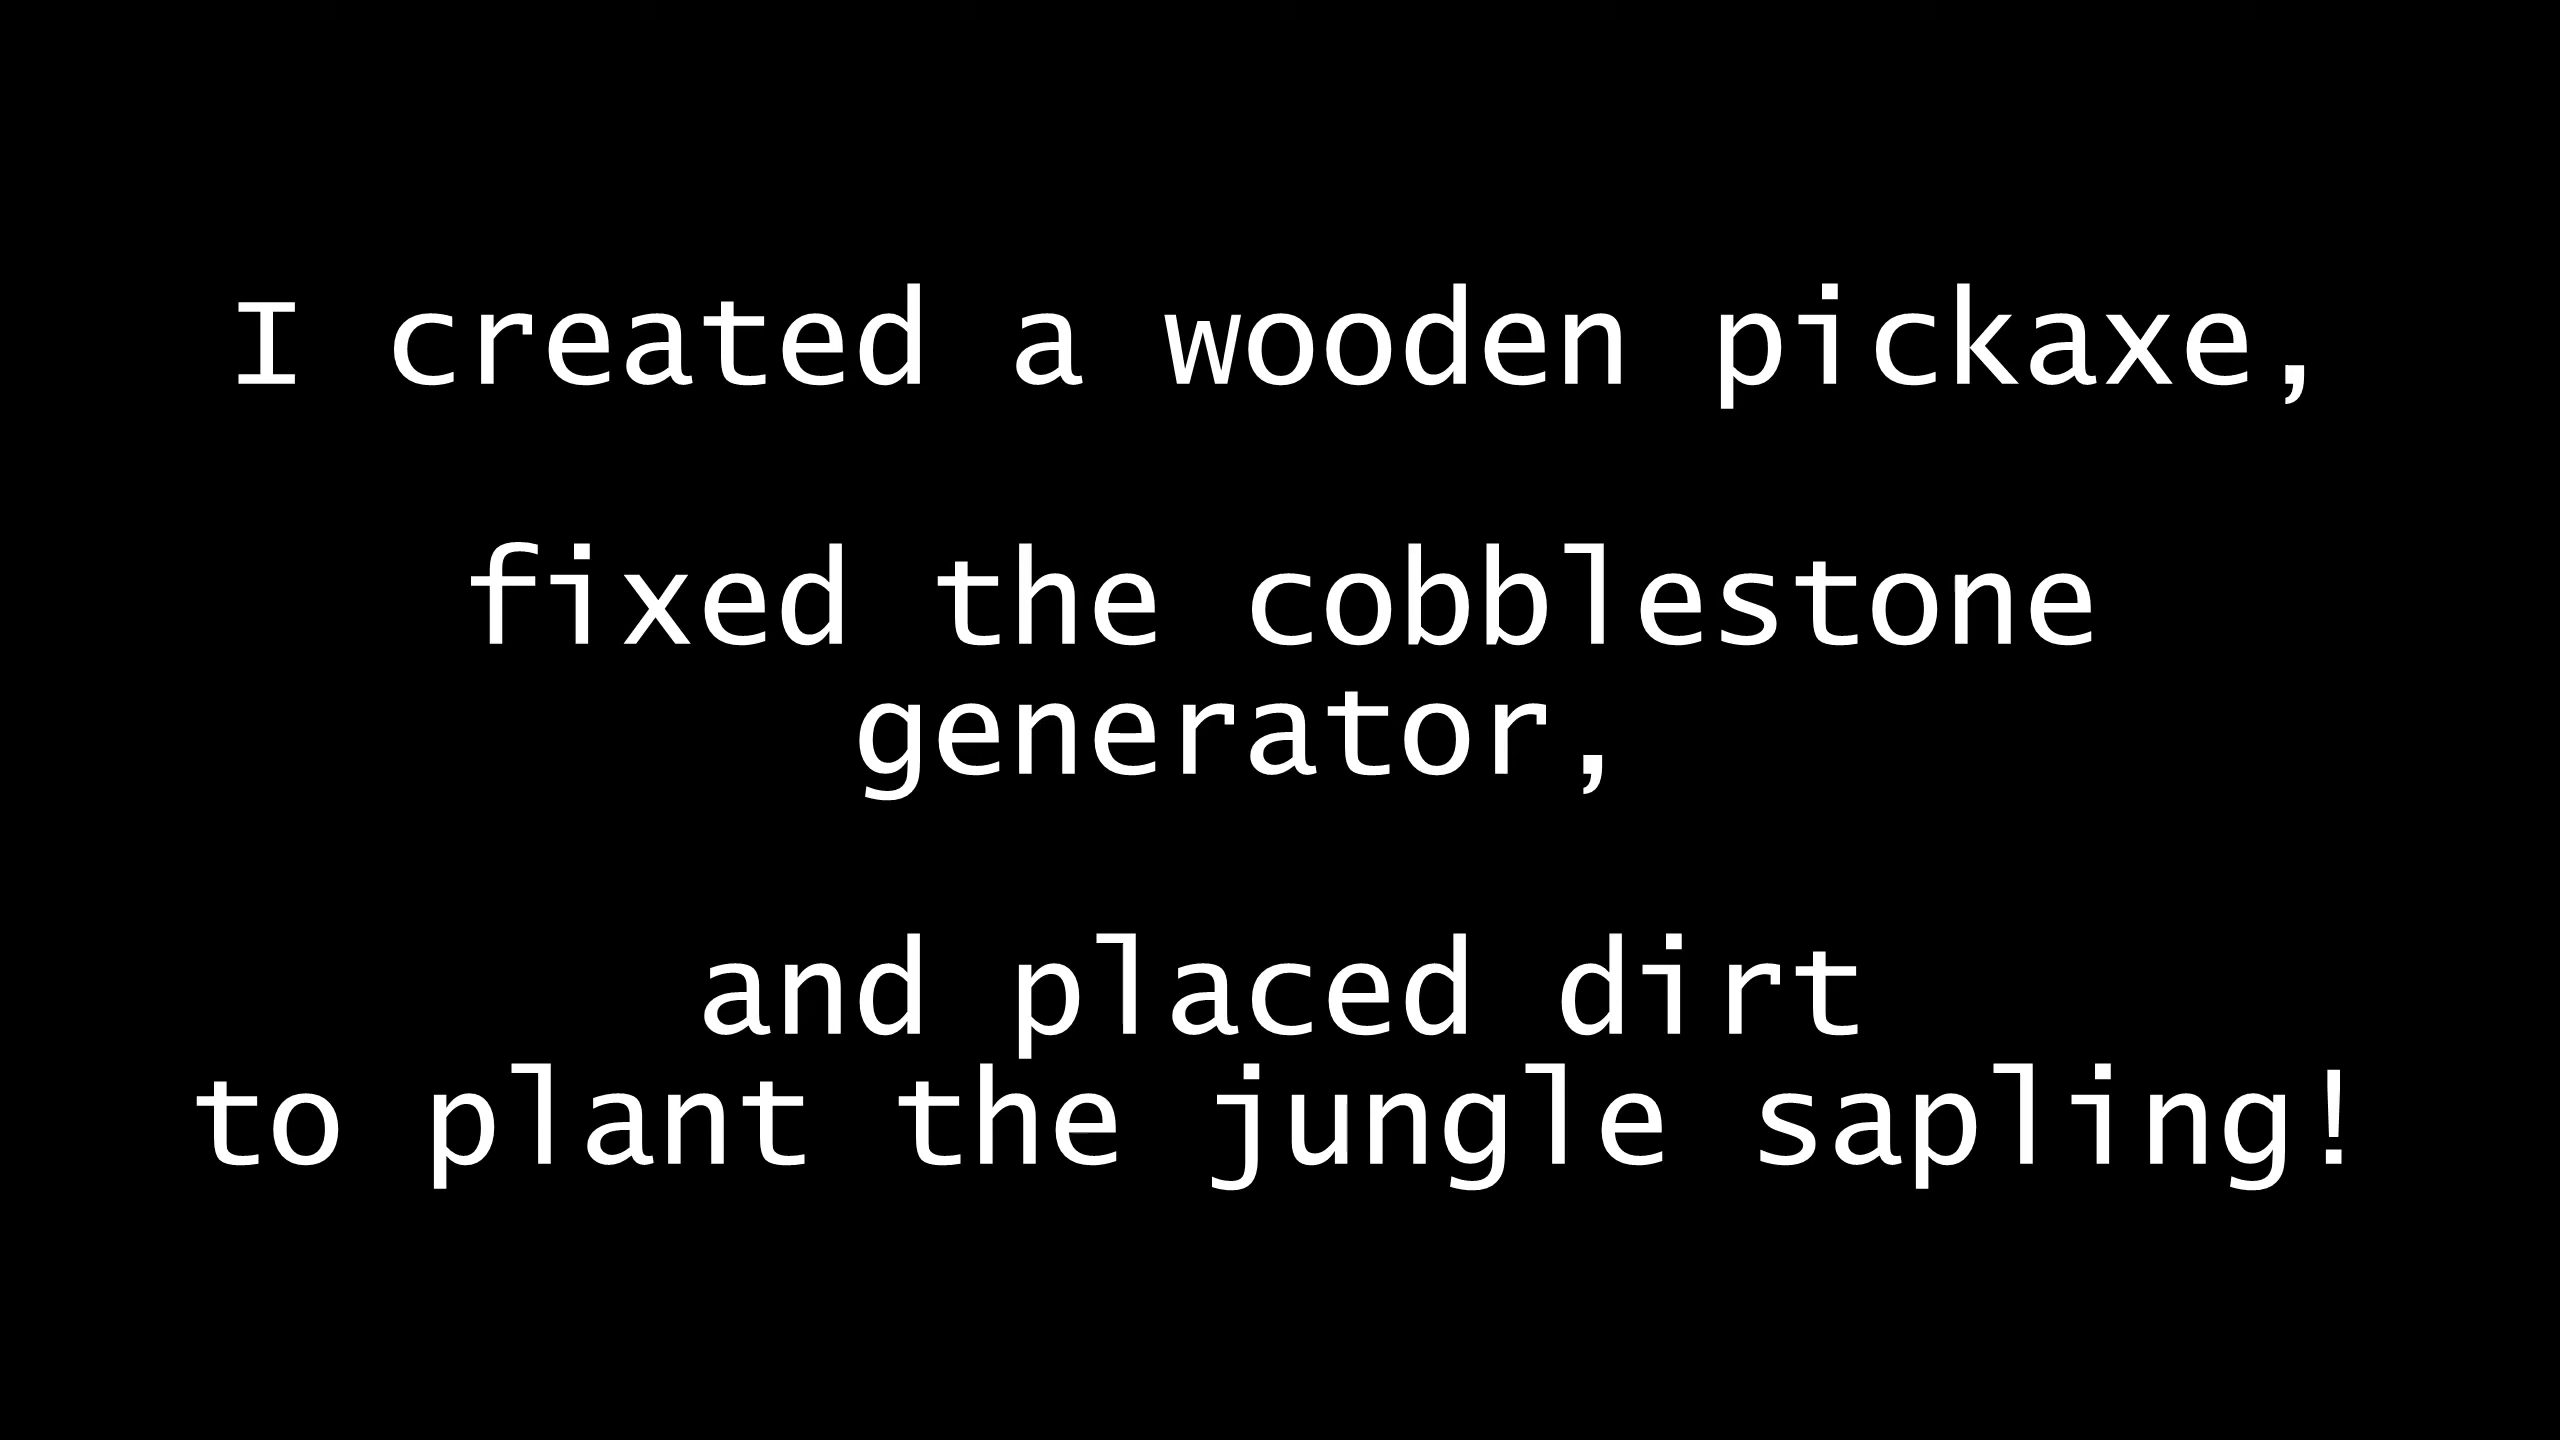 I created a wooden pickaxe,
fixed the cobblestone
generator,
and placed dirt
to plant the jungle sapling!